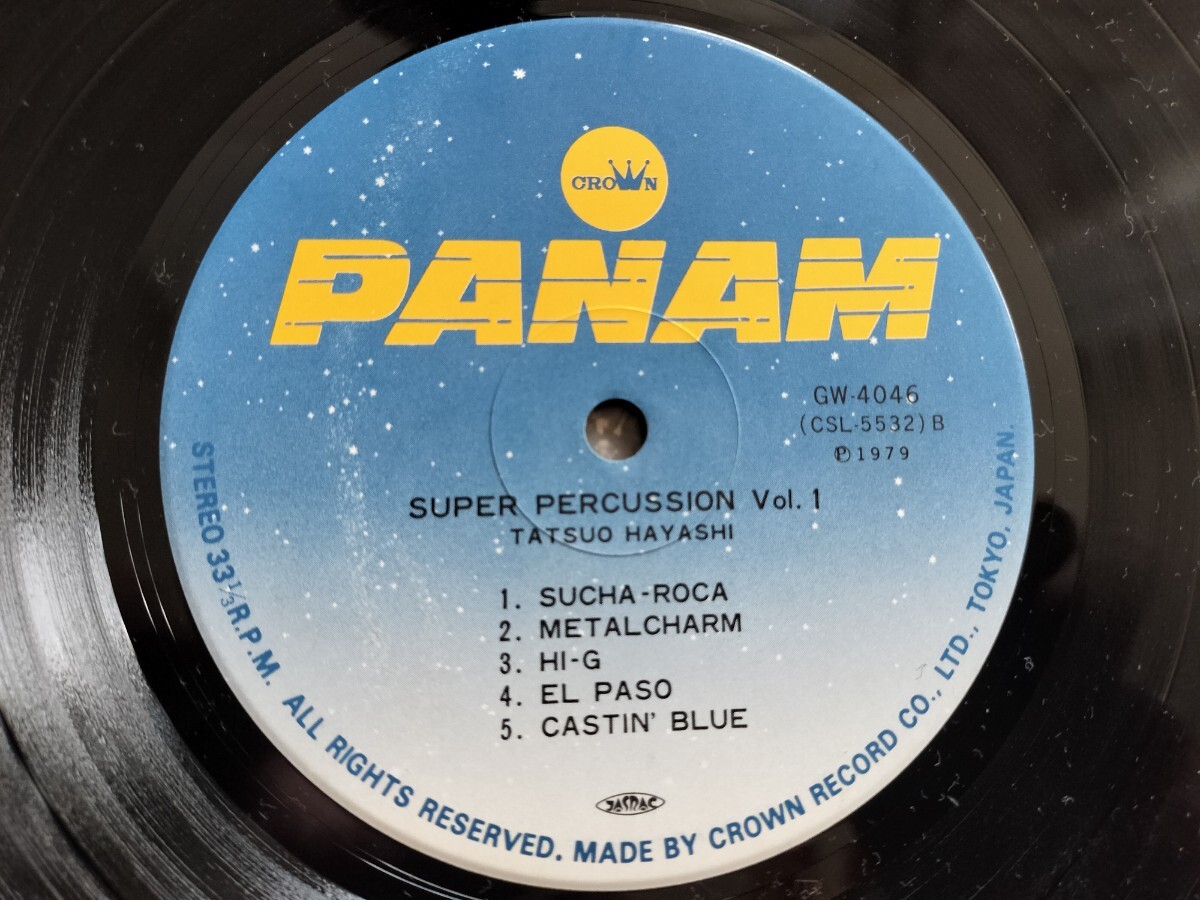 CROWN
PANAM
GW-4046
(CSL-5532) B
Ⓟ1979
SUPER PERCUSSION Vol. 1
TATSUO HAYASHI
1. SUCHA-ROCA
2. METALCHARM
3. HI-G
4. EL PASO
5. CASTIN' BLUE
JASRAC
STEREO 33⅓ R.P.M. ALL RIGHTS RESERVED. MADE BY CROWN RECORD CO., LTD., TOKYO, JAPAN.